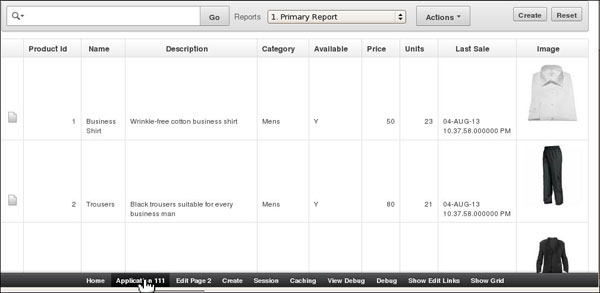 Go Reports 1. Primary Report Actions Create Reset
Product Id Name Description Category Available Price Units Last Sale Image
1 Business Shirt Wrinkle-free cotton business shirt Mens Y 50 23 04-AUG-13 10.37.58.000000 PM
2 Trousers Black trousers suitable for every business man Mens Y 80 21 04-AUG-13 10.37.58.000000 PM
Home Application 111 Edit Page 2 Create Session Caching View Debug Debug Show Edit Links Show Grid